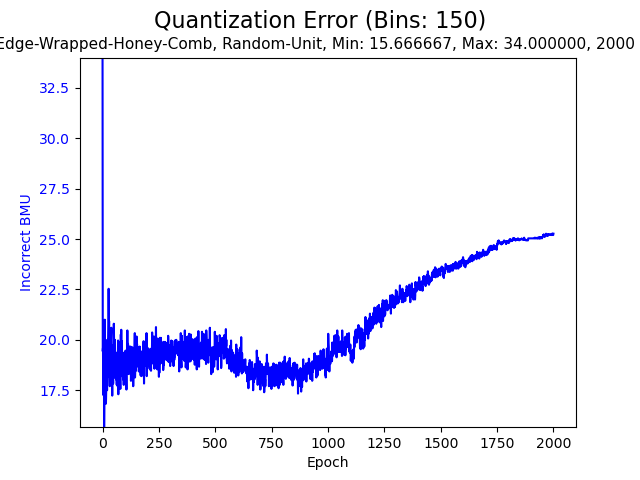 Quantization Error (Bins: 150)
Edge-Wrapped-Honey-Comb, Random-Unit, Min: 15.666667, Max: 34.000000, 2000
32.5
30.0
27.5
25.0
22.5
20.0
17.5
Incorrect BMU
0 250 500 750 1000 1250 1500 1750 2000
Epoch